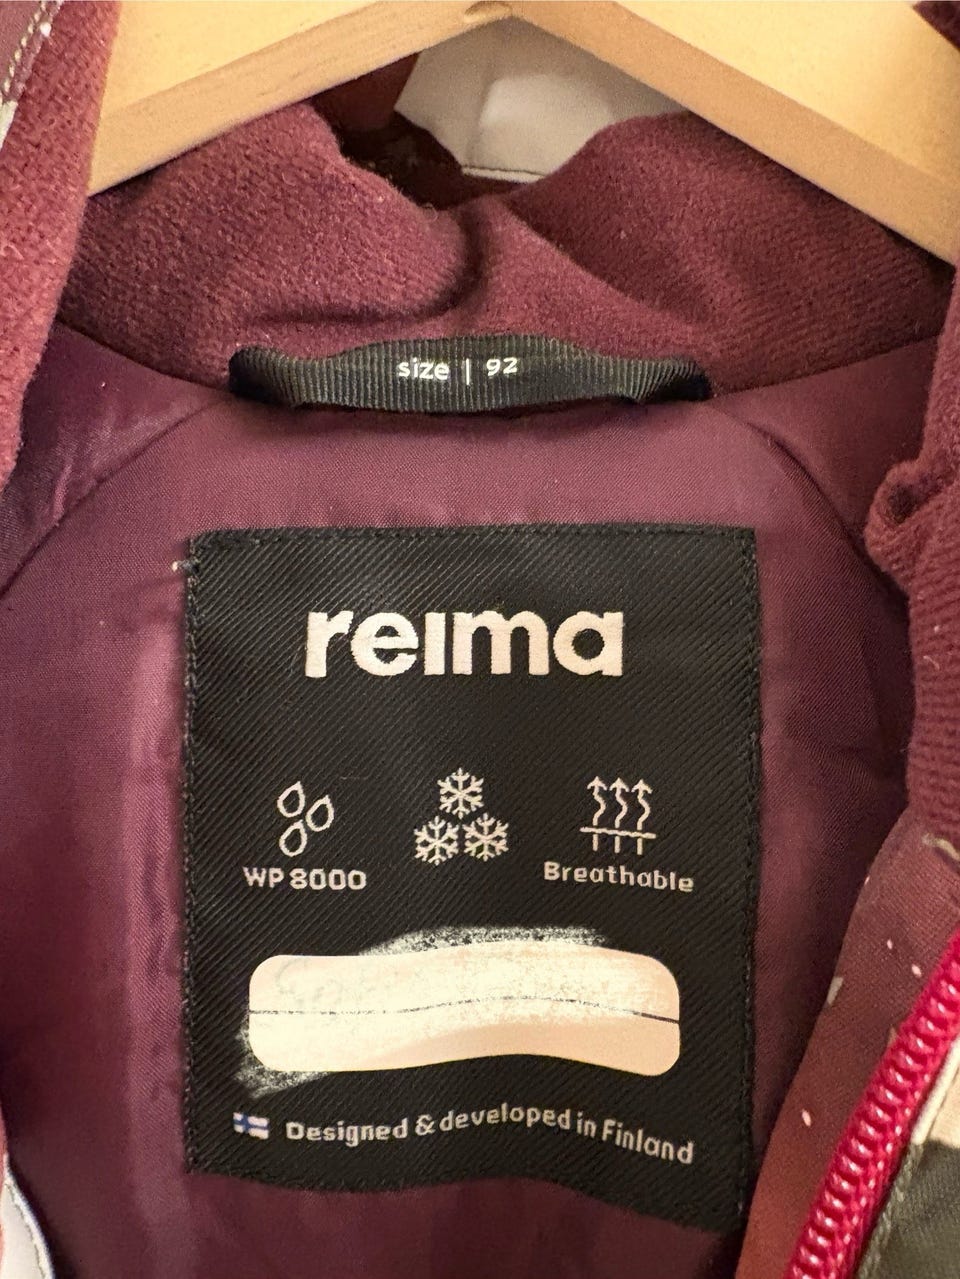 size | 92
reima
WP 8000
Breathable
Designed & developed in Finland